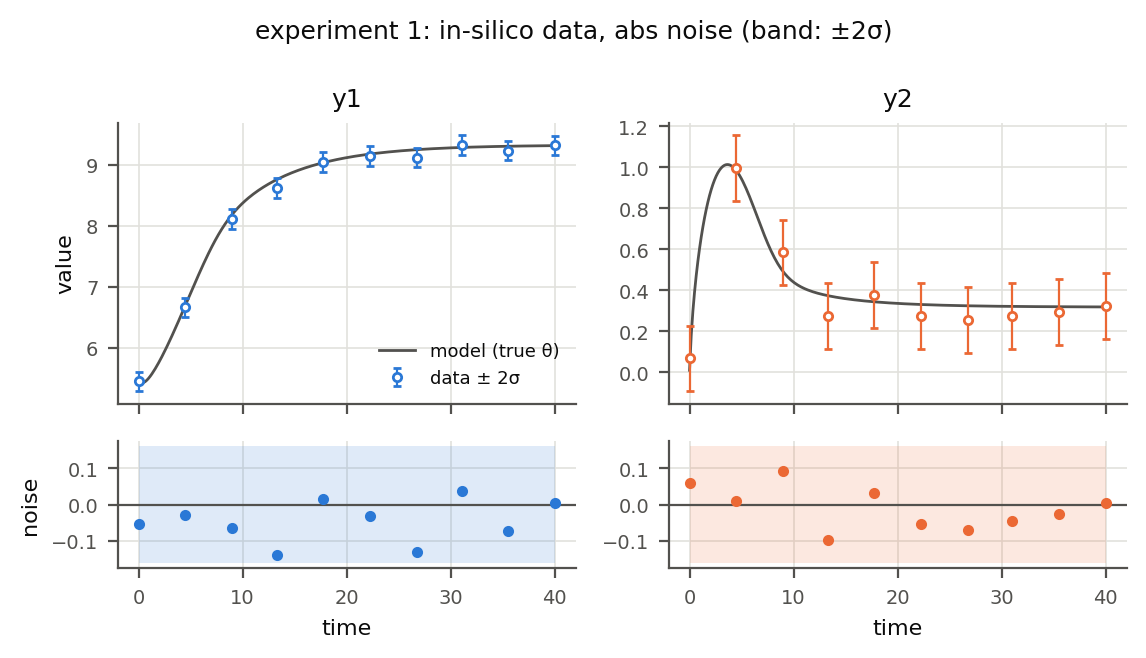 experiment 1: in-silico data, abs noise (band: ±2σ)
y1
y2
value
9
8
7
6
model (true θ)
data ± 2σ
1.2
1.0
0.8
0.6
0.4
0.2
0.0
noise
0.1
0.0
−0.1
0 10 20 30 40
time
0.1
0.0
−0.1
0 10 20 30 40
time